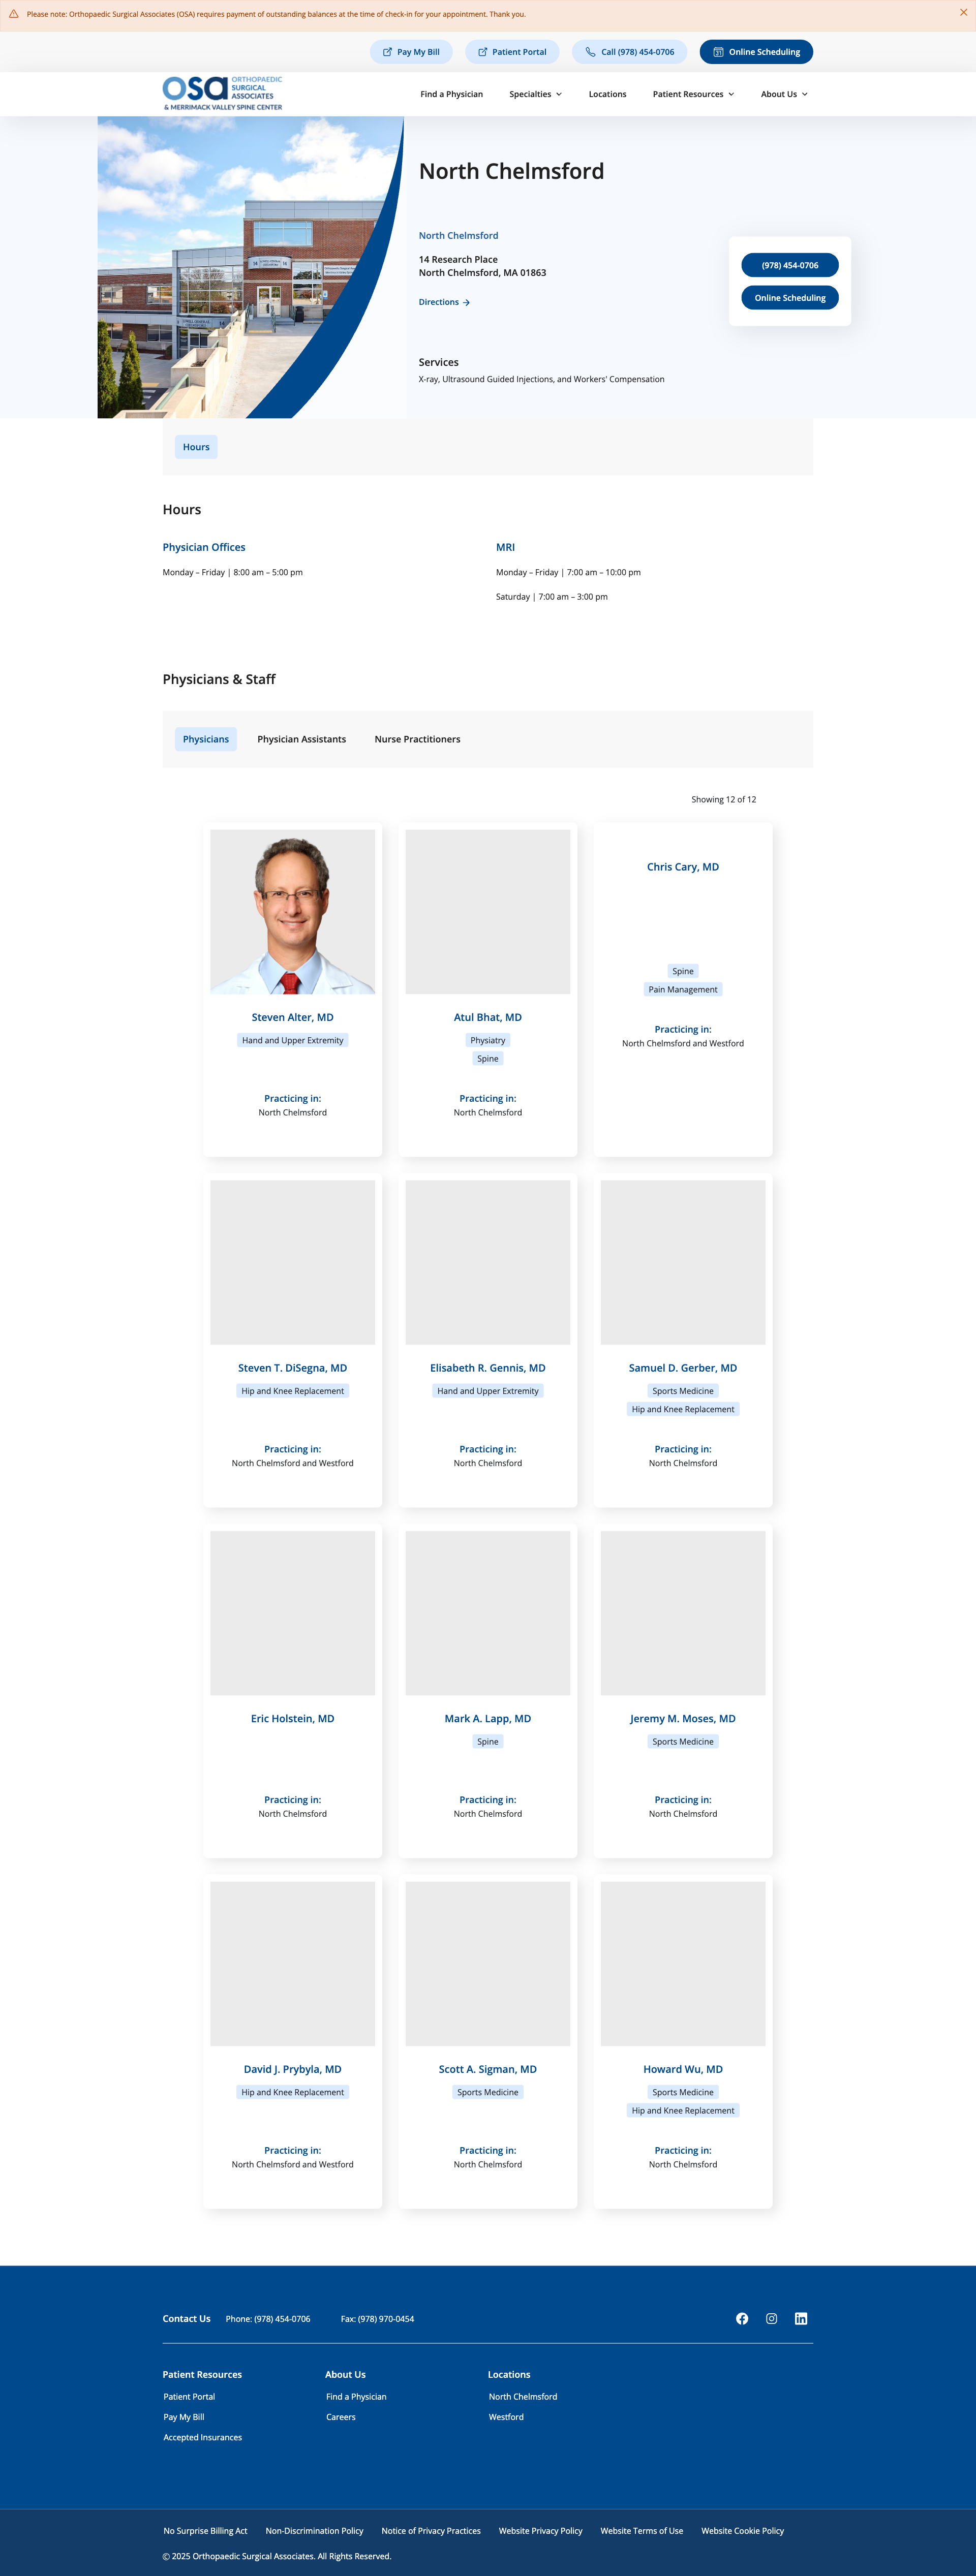 Please note: Orthopaedic Surgical Associates (OSA) requires payment of outstanding balances at the time of check-in for your appointment. Thank you.
Pay My Bill
Patient Portal
Call (978) 454-0706
Online Scheduling
osa ORTHOPAEDIC
SURGICAL
ASSOCIATES
& MERRIMACK VALLEY SPINE CENTER
Find a Physician
Specialties
Locations
Patient Resources
About Us
North Chelmsford
North Chelmsford
14 Research Place
North Chelmsford, MA 01863
Directions
(978) 454-0706
Online Scheduling
Services
X-ray, Ultrasound Guided Injections, and Workers' Compensation
Hours
Hours
Physician Offices
Monday – Friday | 8:00 am – 5:00 pm
MRI
Monday – Friday | 7:00 am – 10:00 pm
Saturday | 7:00 am – 3:00 pm
Physicians & Staff
Physicians
Physician Assistants
Nurse Practitioners
Showing 12 of 12
Steven Alter, MD
Hand and Upper Extremity
Practicing in:
North Chelmsford
Atul Bhat, MD
Physiatry
Spine
Practicing in:
North Chelmsford
Chris Cary, MD
Spine
Pain Management
Practicing in:
North Chelmsford and Westford
Steven T. DiSegna, MD
Hip and Knee Replacement
Practicing in:
North Chelmsford and Westford
Elisabeth R. Gennis, MD
Hand and Upper Extremity
Practicing in:
North Chelmsford
Samuel D. Gerber, MD
Sports Medicine
Hip and Knee Replacement
Practicing in:
North Chelmsford
Eric Holstein, MD
Practicing in:
North Chelmsford
Mark A. Lapp, MD
Spine
Practicing in:
North Chelmsford
Jeremy M. Moses, MD
Sports Medicine
Practicing in:
North Chelmsford
David J. Prybyla, MD
Hip and Knee Replacement
Practicing in:
North Chelmsford and Westford
Scott A. Sigman, MD
Sports Medicine
Practicing in:
North Chelmsford
Howard Wu, MD
Sports Medicine
Hip and Knee Replacement
Practicing in:
North Chelmsford
Contact Us
Phone: (978) 454-0706
Fax: (978) 970-0454
Patient Resources
Patient Portal
Pay My Bill
Accepted Insurances
About Us
Find a Physician
Careers
Locations
North Chelmsford
Westford
No Surprise Billing Act
Non-Discrimination Policy
Notice of Privacy Practices
Website Privacy Policy
Website Terms of Use
Website Cookie Policy
© 2025 Orthopaedic Surgical Associates. All Rights Reserved.